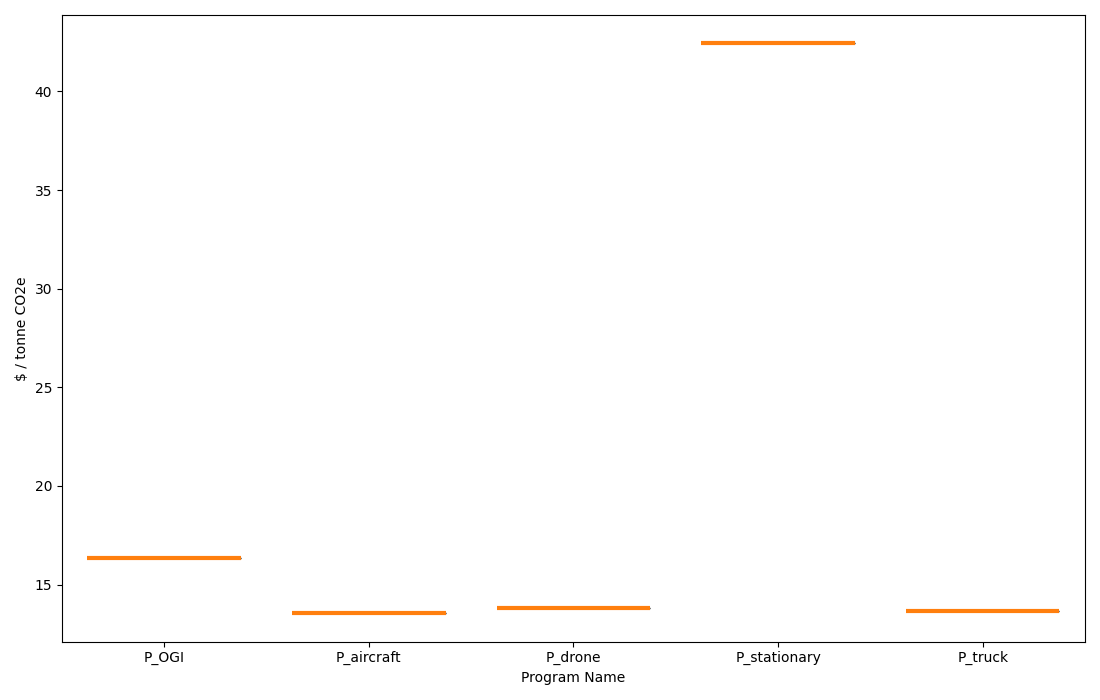 $ / tonne CO2e
40
35
30
25
20
15
P_OGI
P_aircraft
P_drone
P_stationary
P_truck
Program Name